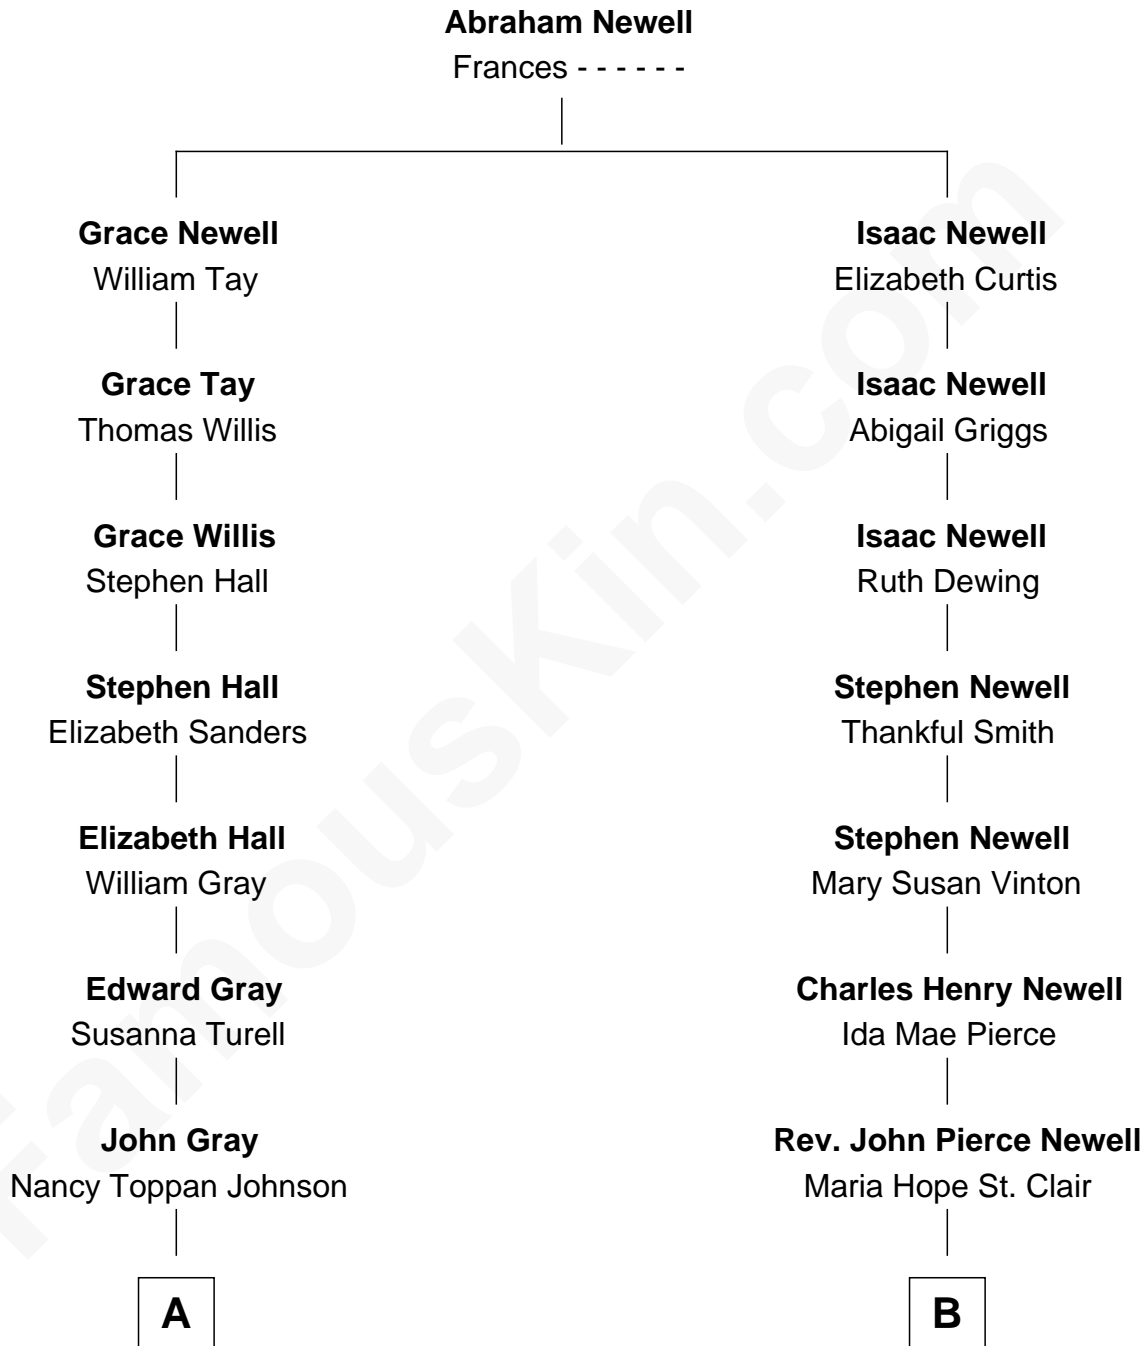 Abraham Newell
Frances - - - - - -
Grace Newell
William Tay
Isaac Newell
Elizabeth Curtis
Grace Tay
Thomas Willis
Isaac Newell
Abigail Griggs
Grace Willis
Stephen Hall
Isaac Newell
Ruth Dewing
Stephen Hall
Elizabeth Sanders
Stephen Newell
Thankful Smith
Elizabeth Hall
William Gray
Stephen Newell
Mary Susan Vinton
Edward Gray
Susanna Turell
Charles Henry Newell
Ida Mae Pierce
John Gray
Nancy Toppan Johnson
Rev. John Pierce Newell
Maria Hope St. Clair
A
B
FamousKin.com